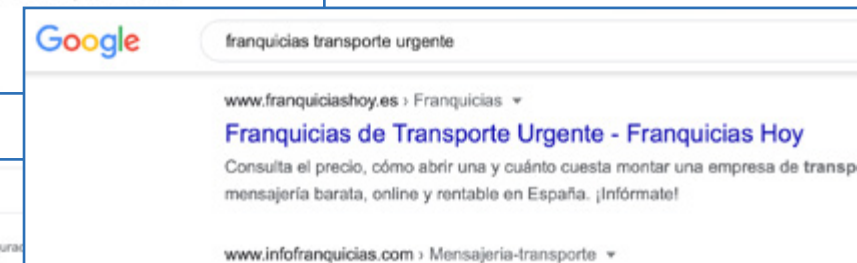 Google
franquicias transporte urgente
www.franquiciashoy.es › Franquicias
Franquicias de Transporte Urgente - Franquicias Hoy
Consulta el precio, cómo abrir una y cuánto cuesta montar una empresa de
mensajería barata, online y rentable en España. ¡Infórmate!
www.infofranquicias.com › Mensajeria-transporte